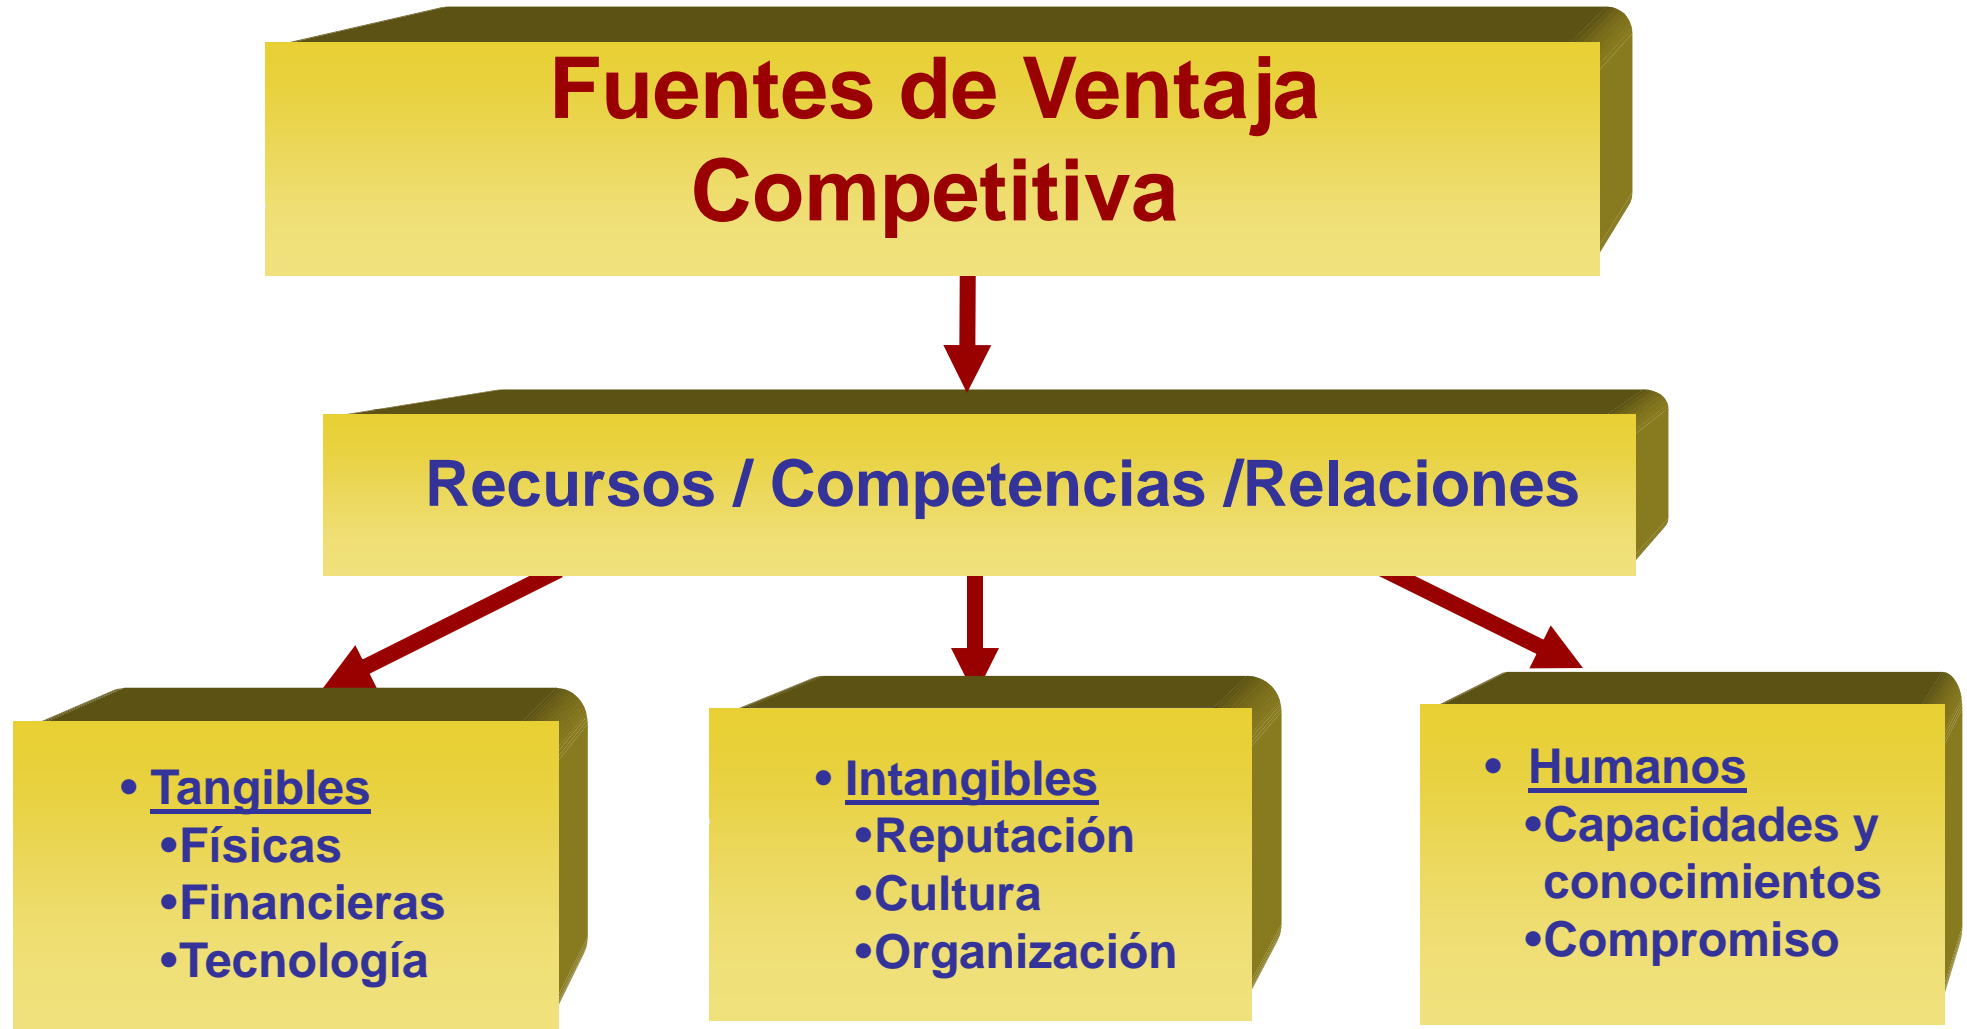 Fuentes de Ventaja
Competitiva
Recursos / Competencias /Relaciones
• Tangibles
•Físicas
•Financieras
•Tecnología
• Intangibles
•Reputación
•Cultura
•Organización
• Humanos
•Capacidades y
conocimientos
•Compromiso